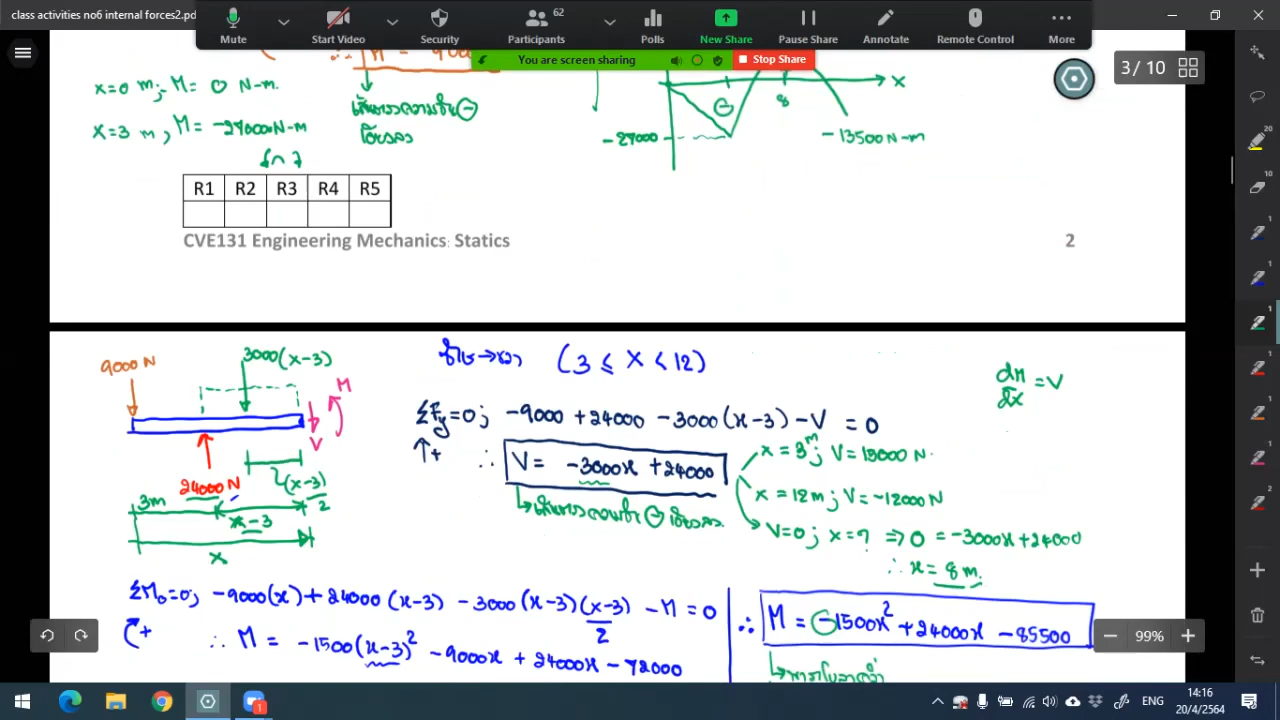 class activities no6 internal forces2.pd
Mute
Start Video
Security
62
Participants
Polls
New Share
Pause Share
Annotate
Remote Control
More
You are screen sharing
Stop Share
3 / 10
x=0 m; M = 0 N-m.
x=3 m, M = -27000 N-m
X
8
-27000
-13500 N-m
R1 R2 R3 R4 R5
CVE131 Engineering Mechanics: Statics
2
9000 N
3000(x-3)
M
V
24000 N
(x-3)
2
3m
x-3
x
(3 ≤ x < 12)
dM
dx
= V
ΣFy=0; -9000 + 24000 - 3000(x-3) - V = 0
↑+
∴ V = -3000x + 24000
x = 3m; V = 15000 N.
x = 12m; V = -12000 N
V=0; x=? ⇒ 0 = -3000x+24000
∴ x = 8 m.
ΣMo=0; -9000(x) + 24000(x-3) - 3000(x-3)(x-3) - M = 0
2
∴ M = -1500(x-3)² - 9000x + 24000x - 72000
∴ M = -1500x² + 24000x - 85500
99%
1
ENG
14:16
20/4/2564